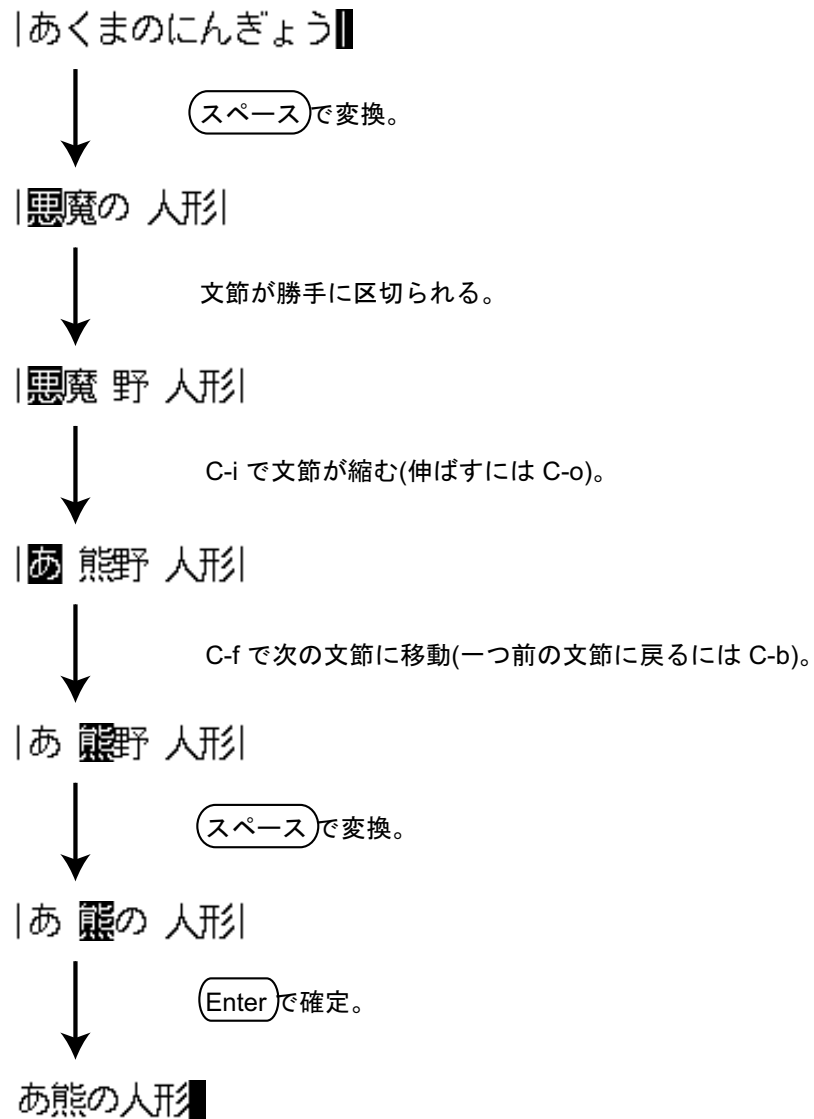 |あくまのにんぎょう|
スペースで変換。
|悪魔の 人形|
文節が勝手に区切られる。
|悪魔 野 人形|
C-i で文節が縮む(伸ばすには C-o)。
|あ 熊野 人形|
C-f で次の文節に移動(一つ前の文節に戻るには C-b)。
|あ 熊野 人形|
スペースで変換。
|あ 熊の 人形|
Enterで確定。
あ熊の人形